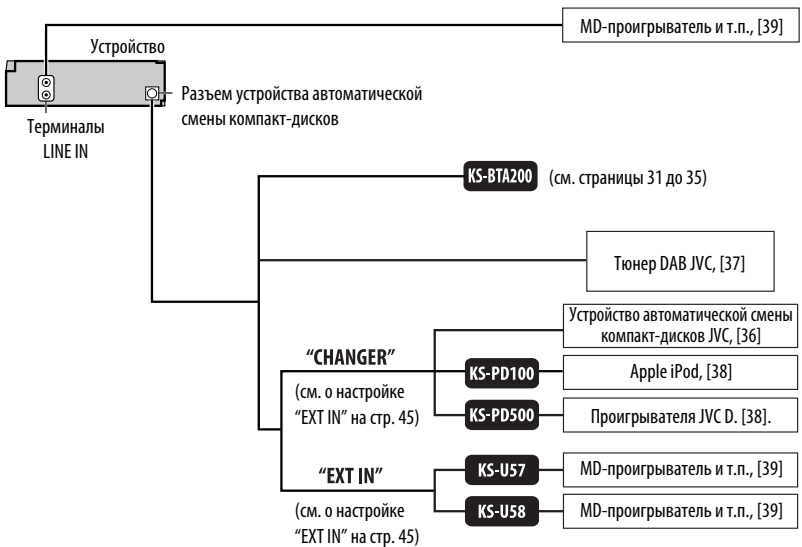 MD-проигрыватель и т.п., [39]
Устройство
Разъем устройства автоматической
смены компакт-дисков
Терминалы
LINE IN
KS-BTA200 (см. страницы 31 до 35)
Тюнер DAB JVC, [37]
Устройство автоматической смены
компакт-дисков JVC, [36]
“CHANGER”
(см. о настройке
“EXT IN” на стр. 45)
KS-PD100
Apple iPod, [38]
KS-PD500
Проигрывателя JVC D. [38].
“EXT IN”
(см. о настройке
“EXT IN” на стр. 45)
KS-U57
MD-проигрыватель и т.п., [39]
KS-U58
MD-проигрыватель и т.п., [39]